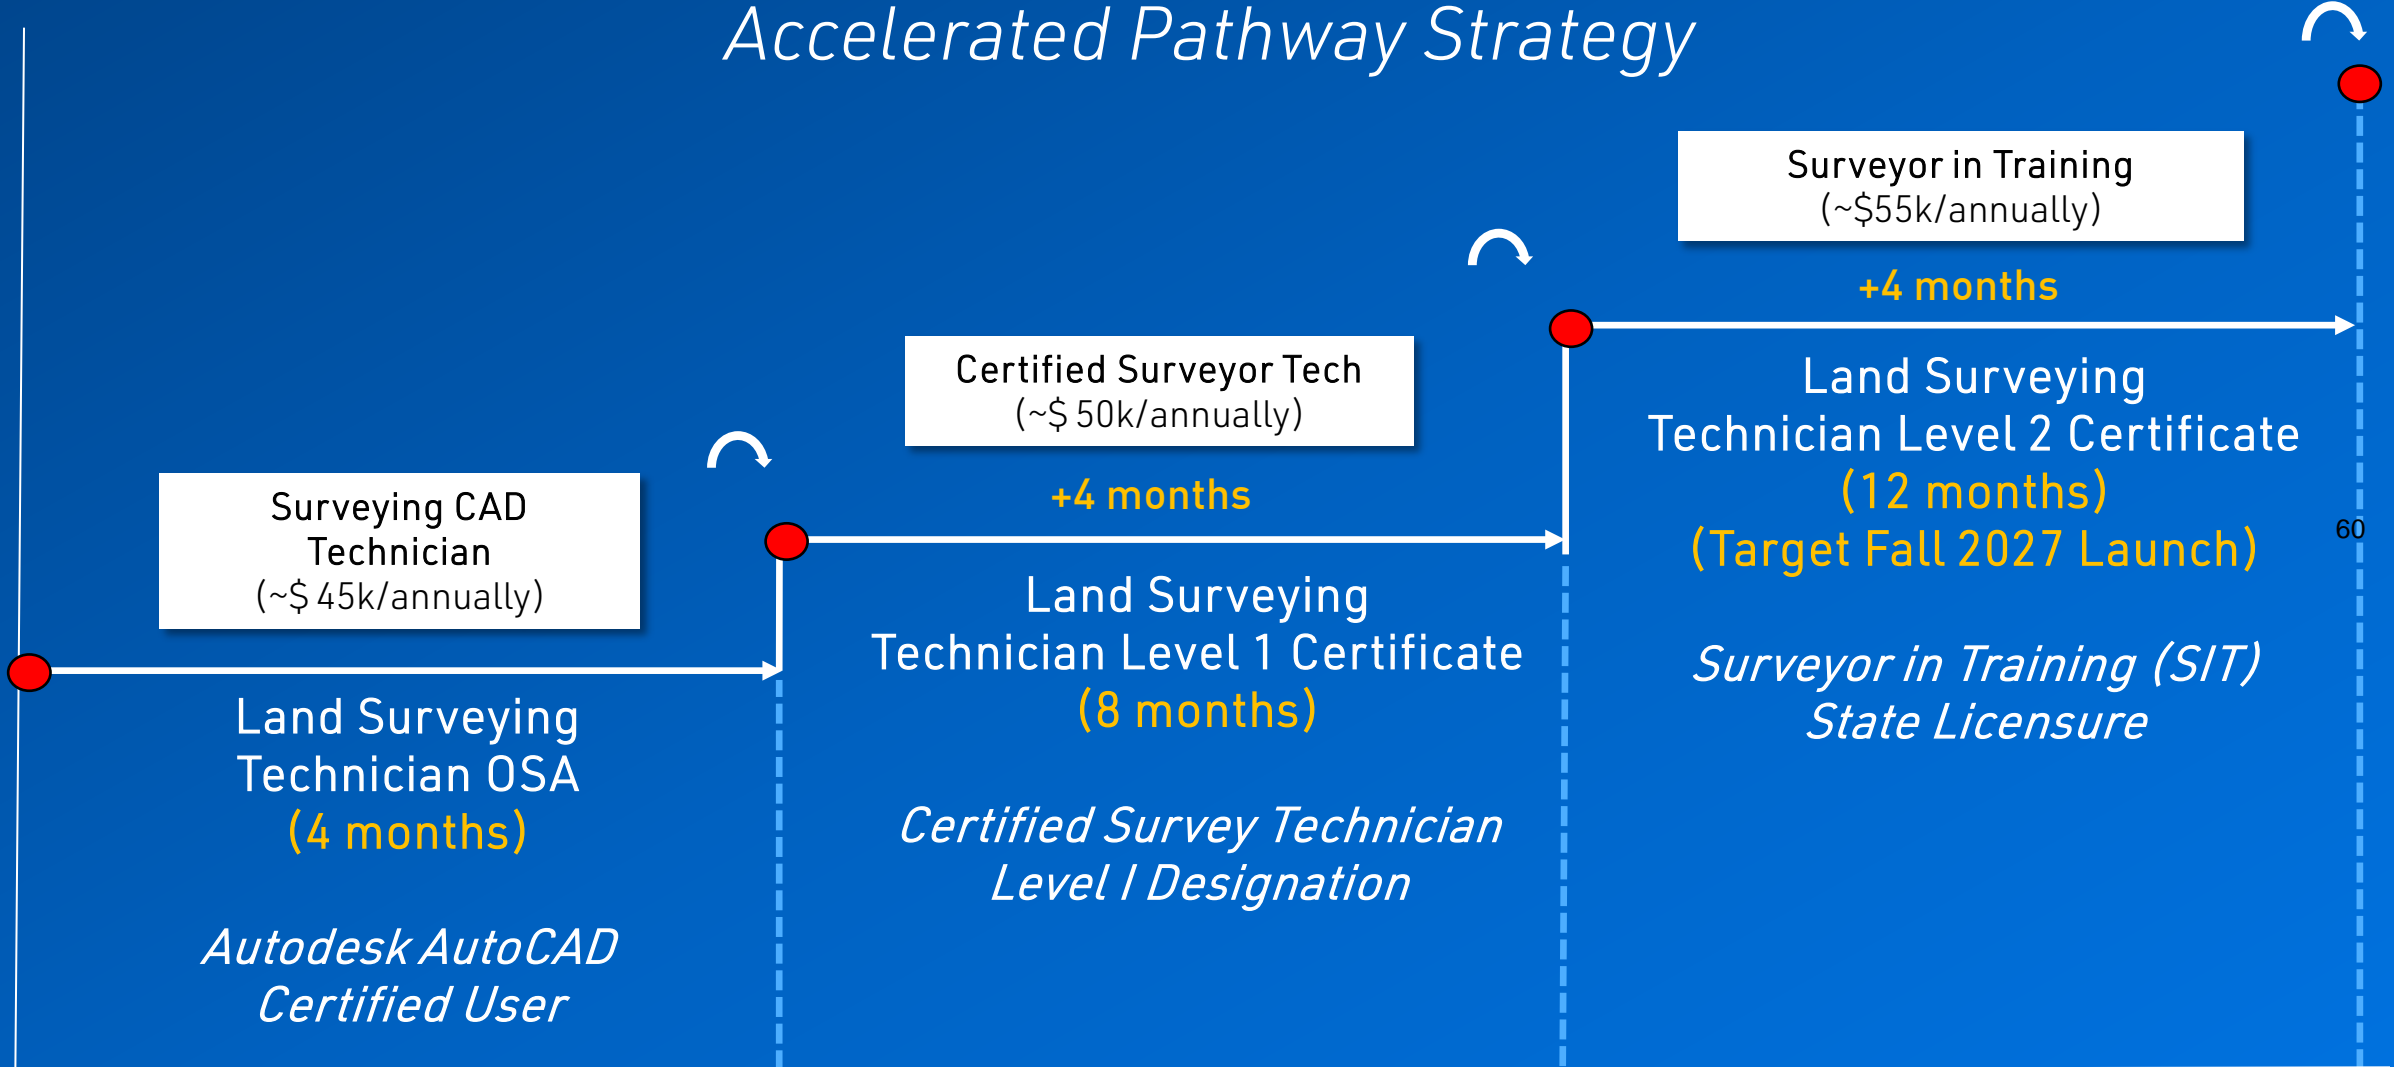 Accelerated Pathway Strategy
Surveying CAD
Technician
(~$ 45k/annually)
Land Surveying
Technician OSA
(4 months)
Autodesk AutoCAD
Certified User
Certified Surveyor Tech
(~$ 50k/annually)
+4 months
Land Surveying
Technician Level 1 Certificate
(8 months)
Certified Survey Technician
Level I Designation
Surveyor in Training
(~$55k/annually)
+4 months
Land Surveying
Technician Level 2 Certificate
(12 months)
(Target Fall 2027 Launch)
Surveyor in Training (SIT)
State Licensure
60